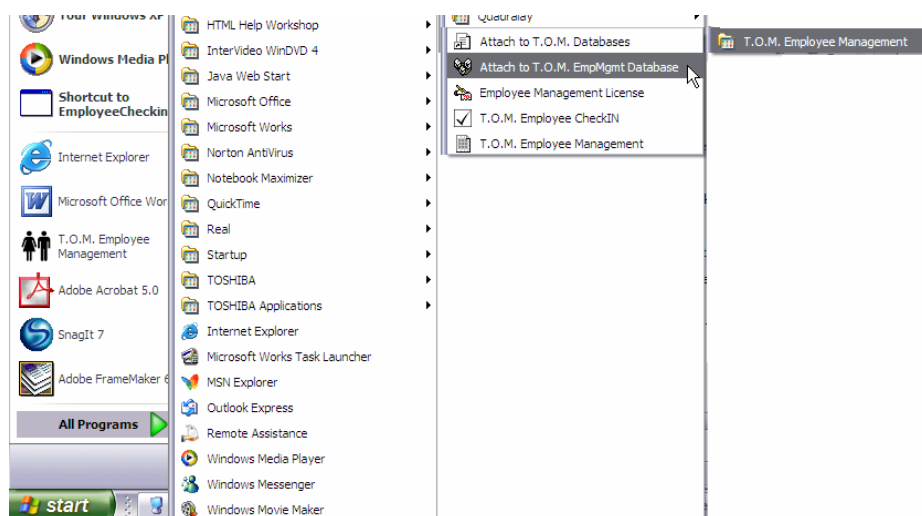 Your Windows XP
Windows Media Pl
Shortcut to
EmployeeCheckin
Internet Explorer
Microsoft Office Wor
T.O.M. Employee
Management
Adobe Acrobat 5.0
SnagIt 7
Adobe FrameMaker 6
All Programs
start
HTML Help Workshop
InterVideo WinDVD 4
Java Web Start
Microsoft Office
Microsoft Works
Norton AntiVirus
Notebook Maximizer
QuickTime
Real
Startup
TOSHIBA
TOSHIBA Applications
Internet Explorer
Microsoft Works Task Launcher
MSN Explorer
Outlook Express
Remote Assistance
Windows Media Player
Windows Messenger
Windows Movie Maker
Quadralay
Attach to T.O.M. Databases
Attach to T.O.M. EmpMgmt Database
Employee Management License
T.O.M. Employee CheckIN
T.O.M. Employee Management
T.O.M. Employee Management